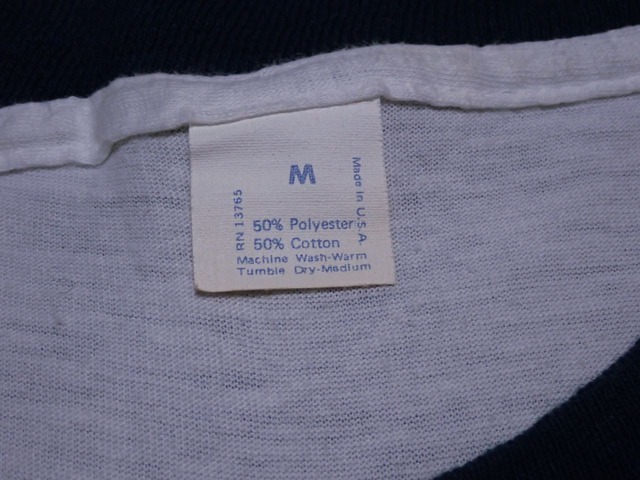 M
RN 13765
Made In U.S.A.
50% Polyester
50% Cotton
Machine Wash-Warm
Tumble Dry-Medium